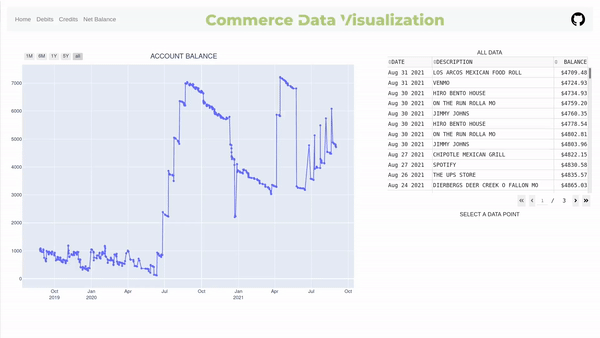 Home Debits Credits Net Balance
Commerce Data Visualization
1M 6M 1Y 5Y all
ACCOUNT BALANCE
7000
6000
5000
4000
3000
2000
1000
0
Oct 2019
Jan 2020
Apr
Jul
Oct
Jan 2021
Apr
Jul
Oct
ALL DATA
DATE DESCRIPTION BALANCE
Aug 31 2021 LOS ARCOS MEXICAN FOOD ROLL $4709.48
Aug 31 2021 VENMO $4724.93
Aug 30 2021 HIRO BENTO HOUSE $4734.93
Aug 30 2021 ON THE RUN ROLLA MO $4759.20
Aug 30 2021 JIMMY JOHNS $4760.35
Aug 30 2021 HIRO BENTO HOUSE $4778.54
Aug 30 2021 ON THE RUN ROLLA MO $4802.81
Aug 30 2021 JIMMY JOHNS $4803.96
Aug 27 2021 CHIPOTLE MEXICAN GRILL $4822.15
Aug 27 2021 SPOTIFY $4830.58
Aug 26 2021 THE UPS STORE $4835.57
Aug 24 2021 DIERBERGS DEER CREEK O FALLON MO $4865.03
1 / 3
SELECT A DATA POINT